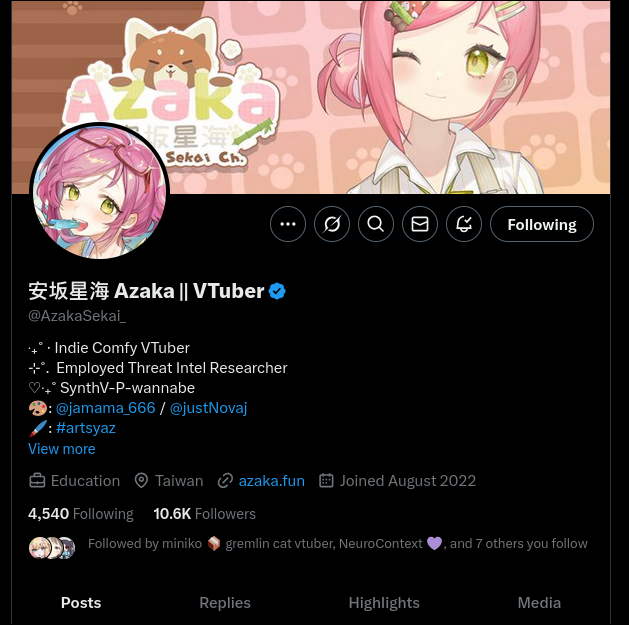 Azaka
安坂星海
Sekai Ch.
Following
安坂星海 Azaka || VTuber
@AzakaSekai_
‧₊˚ ⋅ Indie Comfy VTuber
⊹˚. Employed Threat Intel Researcher
♡‧₊˚ SynthV-P-wannabe
🎨: @jamama_666 / @justNovaj
🖌️: #artsyaz
View more
Education Taiwan azaka.fun Joined August 2022
4,540 Following 10.6K Followers
Followed by miniko 📦 gremlin cat vtuber, NeuroContext 💜, and 7 others you follow
Posts Replies Highlights Media